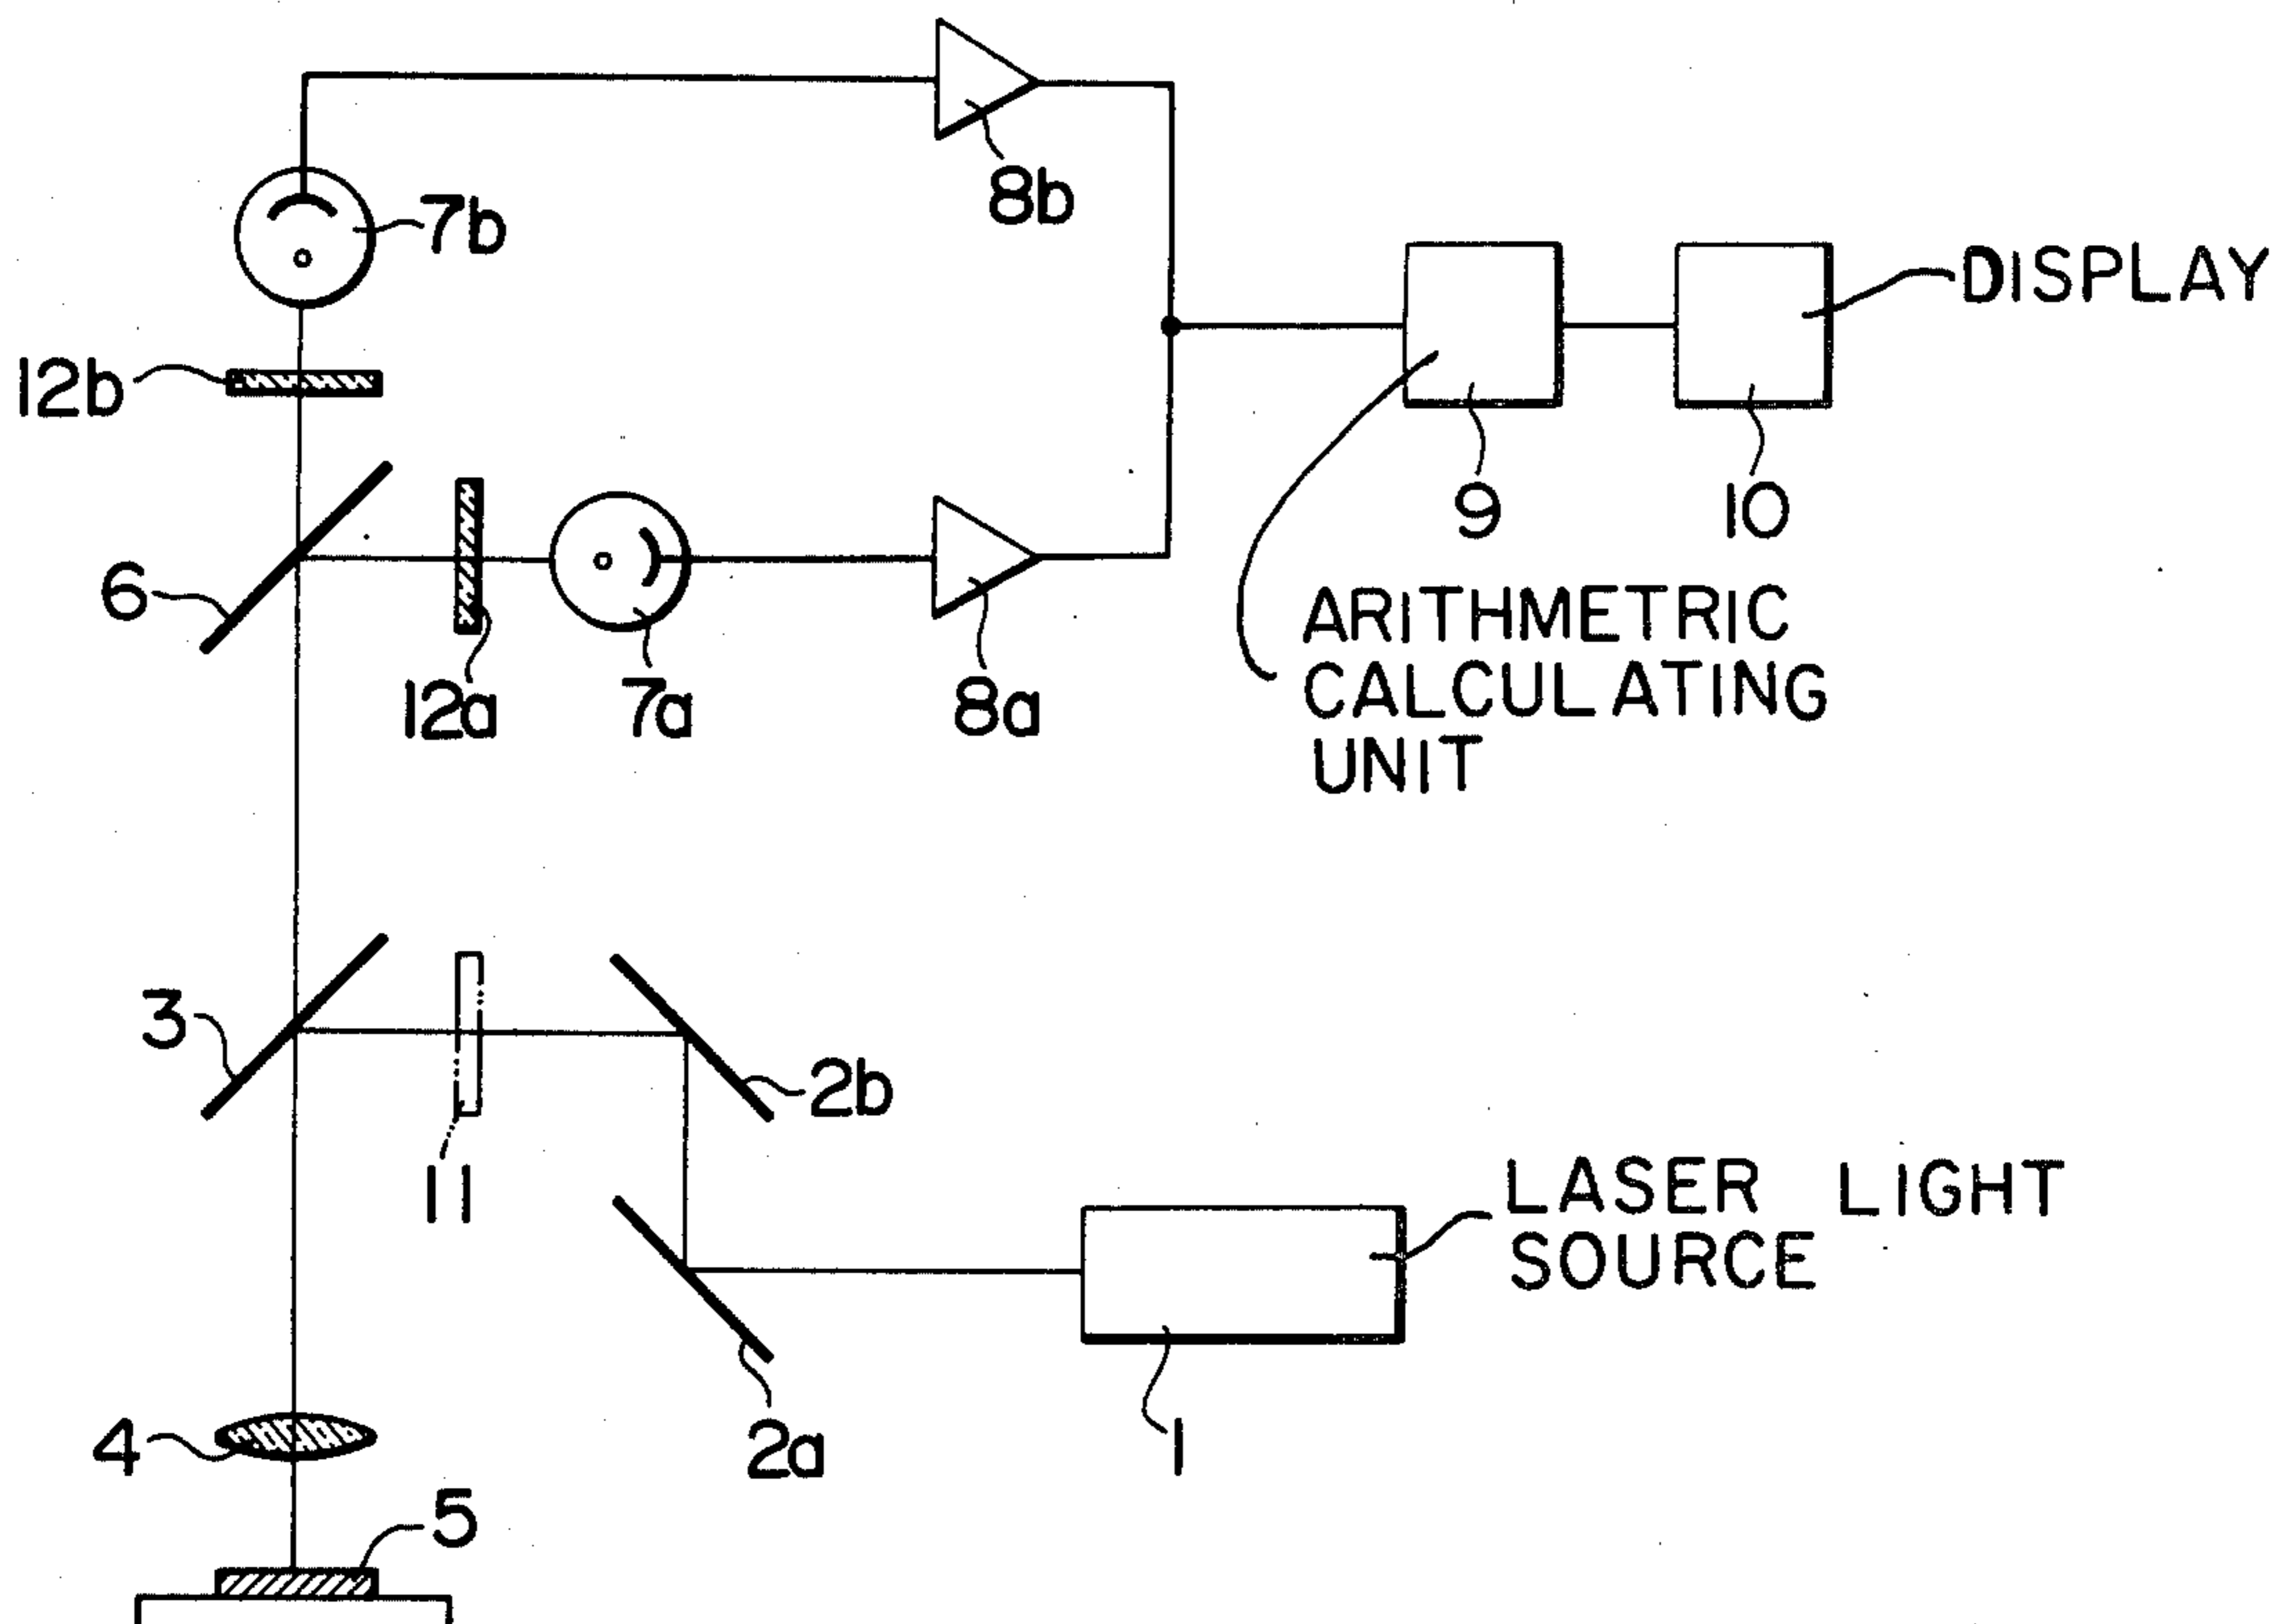 8b
7b
DISPLAY
12b
9
10
6
12a
7a
8a
ARITHMETRIC
CALCULATING
UNIT
3
2b
11
LASER LIGHT
SOURCE
4
2a
1
5